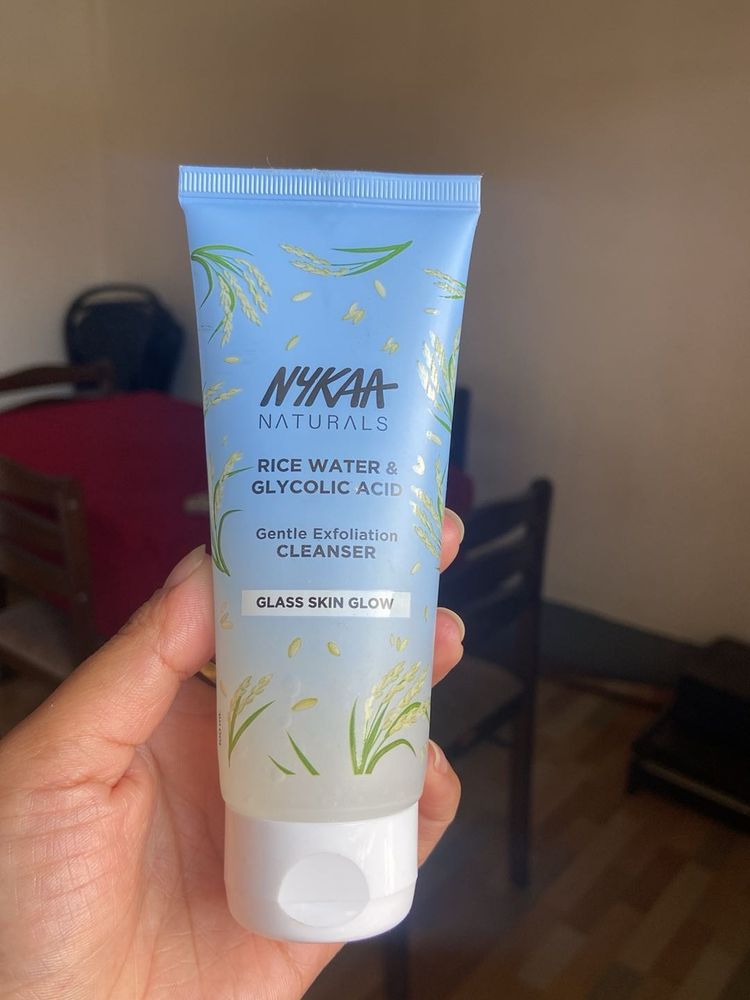 NYKAA
NATURALS
RICE WATER &
GLYCOLIC ACID
Gentle Exfoliation
CLEANSER
GLASS SKIN GLOW